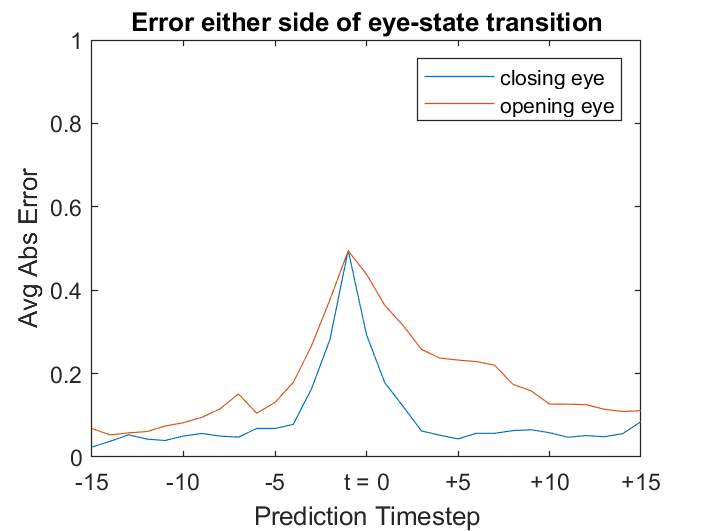 Error either side of eye-state transition
1
0.8
0.6
0.4
0.2
0
Avg Abs Error
closing eye
opening eye
-15 -10 -5 t = 0 +5 +10 +15
Prediction Timestep